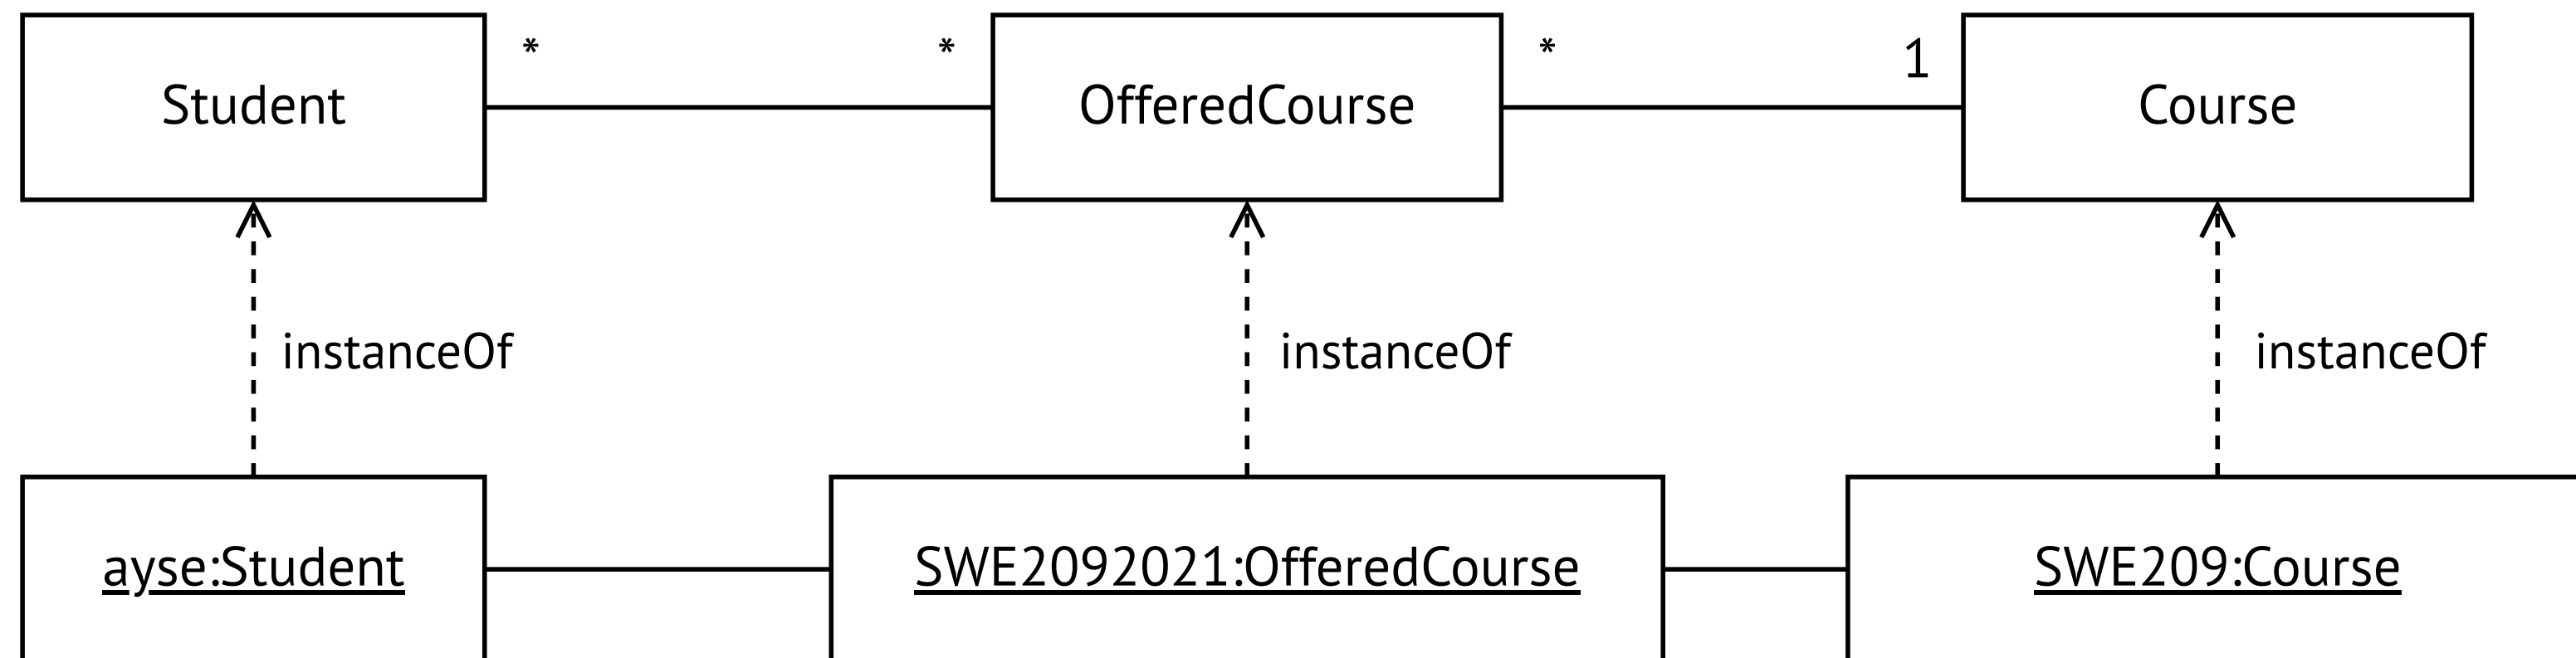 * * * 1
Student OfferedCourse Course
instanceOf instanceOf instanceOf
ayse:Student SWE2092021:OfferedCourse SWE209:Course